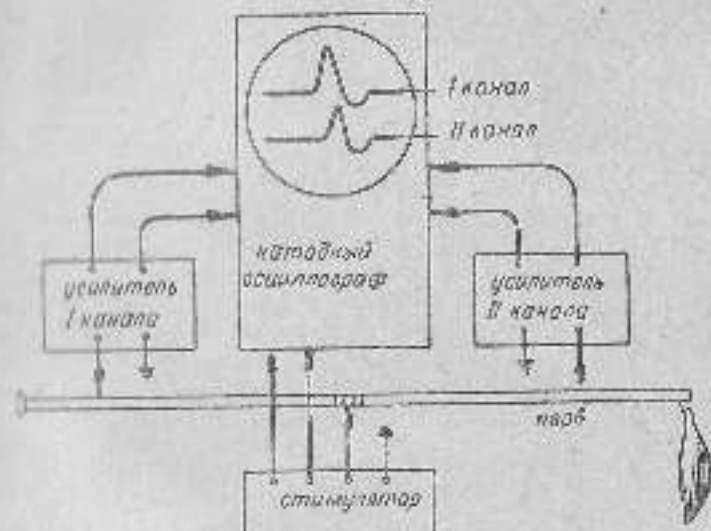 I канал
II канал
катодный
осциллограф
усилитель
I канала
усилитель
II канала
нерв
стимулятор